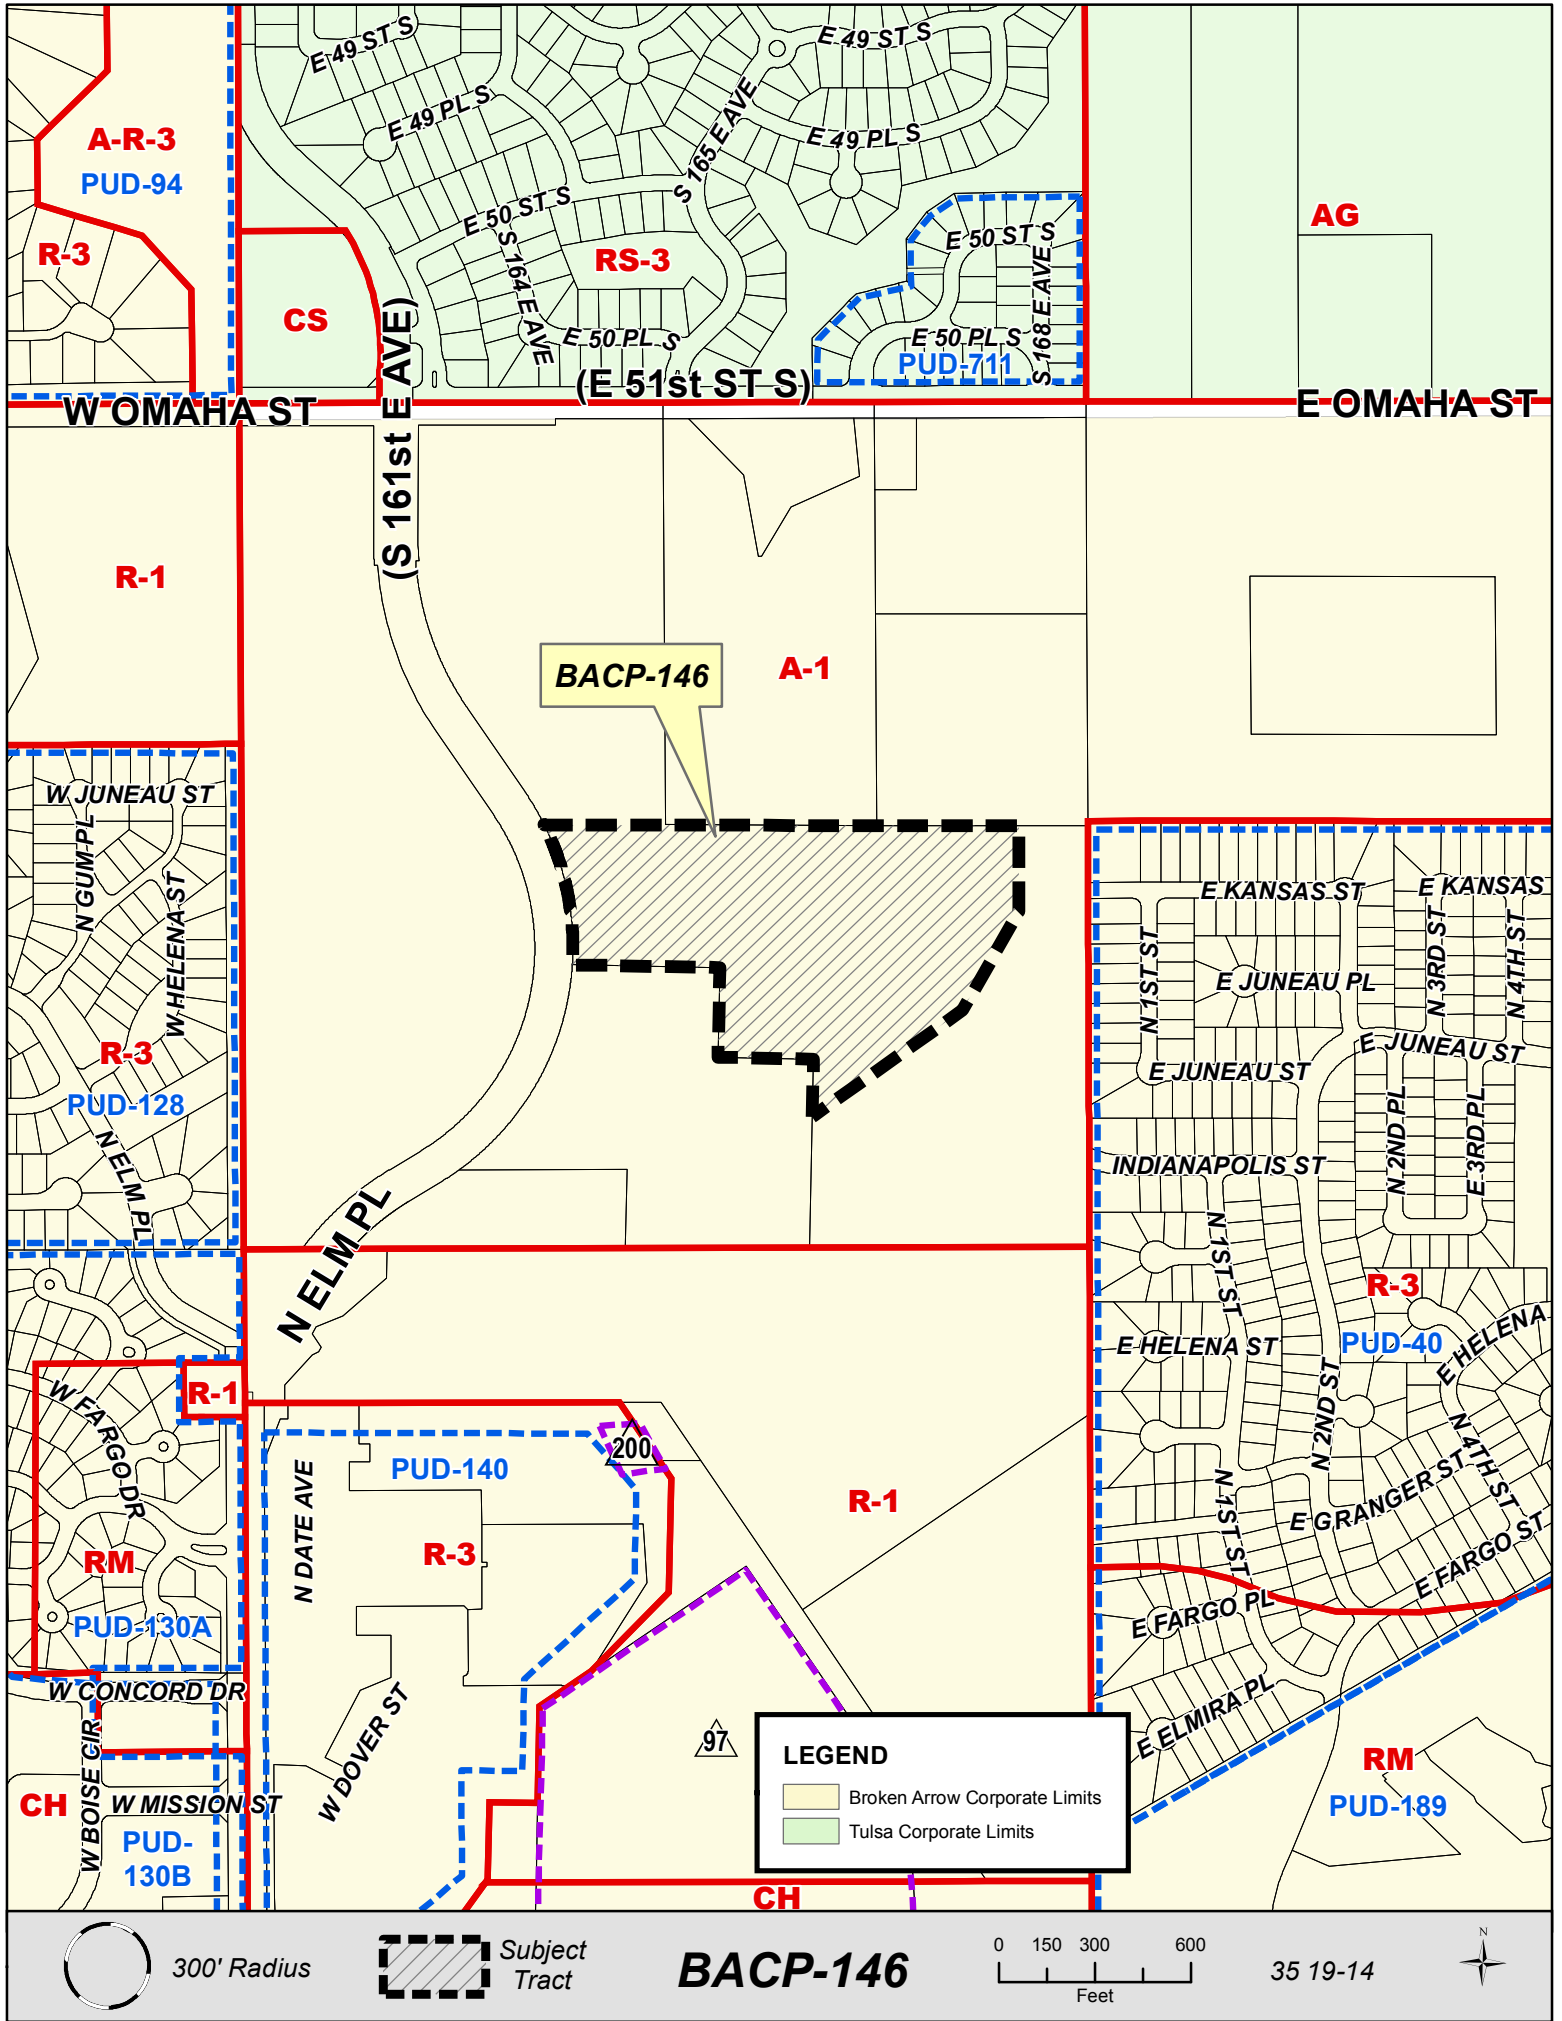 E 49 ST S
E 49 ST S
E 49 PL S
S 165 E AVE
E 49 PL S
A-R-3
PUD-94
E 50 ST S
S 164 E AVE
E 50 ST S
AG
R-3
RS-3
S 168 E AVE
CS
E 50 PL S
E 50 PL S
PUD-711
(E 51st ST S)
W OMAHA ST
E OMAHA ST
(S 161st E AVE)
R-1
BACP-146
A-1
W JUNEAU ST
N GUM PL
W HELENA ST
E KANSAS ST
E KANSAS
N 1ST ST
N 3RD ST
N 4TH ST
E JUNEAU PL
R-3
E JUNEAU ST
E JUNEAU ST
PUD-128
N 2ND PL
E 3RD PL
N ELM PL
INDIANAPOLIS ST
N ELM PL
N 1ST ST
R-3
PUD-40
E HELENA ST
E HELENA
R-1
W FARGO DR
N 2ND ST
N 4TH ST
200
PUD-140
N DATE AVE
R-1
N 1ST ST
E GRANGER ST
R-3
RM
E FARGO ST
PUD-130A
E FARGO PL
W CONCORD DR
E ELMIRA PL
W BOISE CIR
W DOVER ST
97
LEGEND
Broken Arrow Corporate Limits
Tulsa Corporate Limits
RM
PUD-189
CH
W MISSION ST
PUD-
130B
CH
300' Radius
Subject
Tract
BACP-146
0 150 300 600
Feet
35 19-14
N